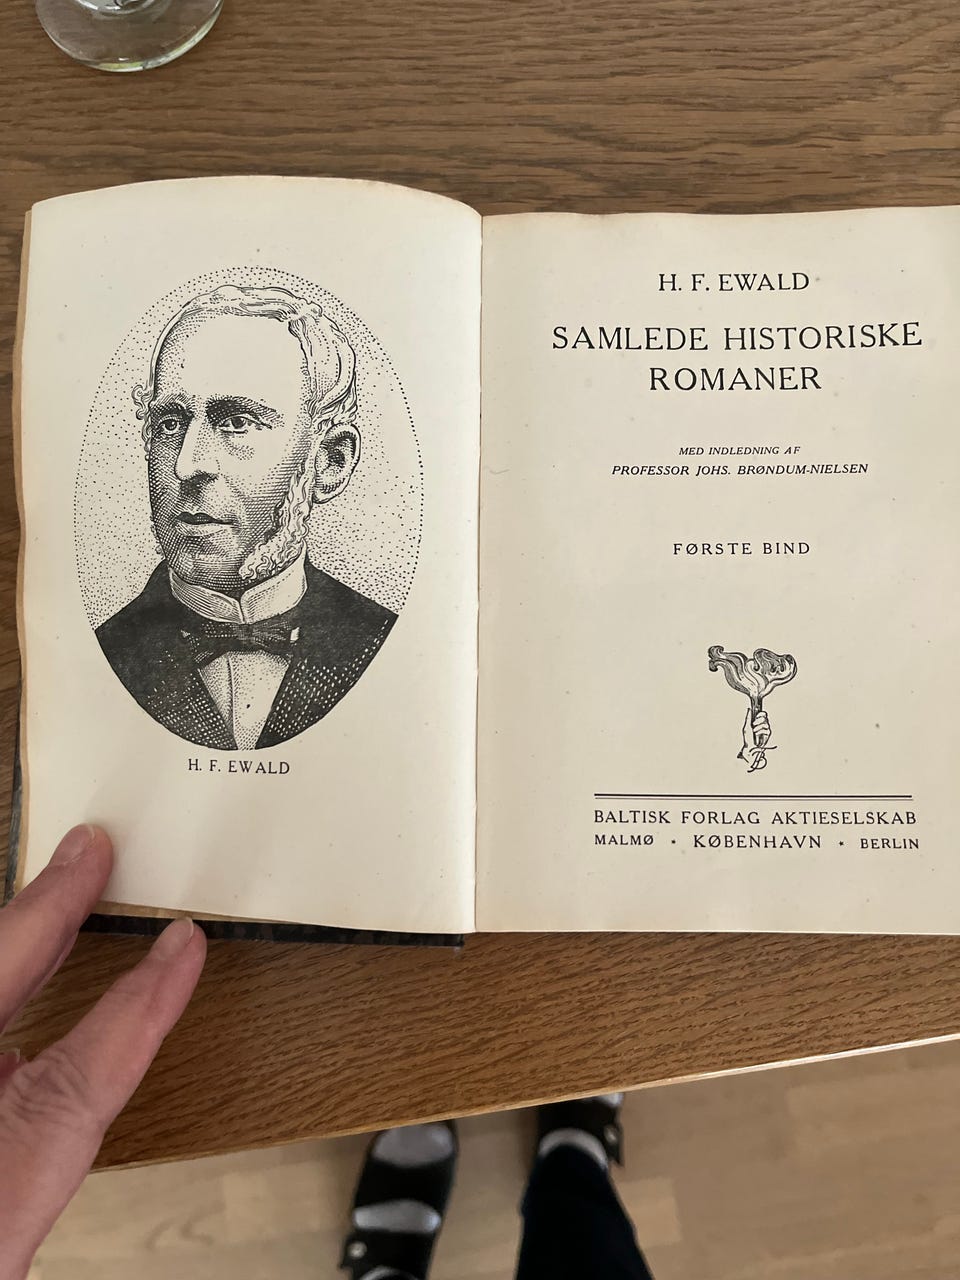 H. F. EWALD
H. F. EWALD
SAMLEDE HISTORISKE
ROMANER
MED INDLEDNING AF
PROFESSOR JOHS. BRØNDUM-NIELSEN
FØRSTE BIND
BALTISK FORLAG AKTIESELSKAB
MALMØ · KØBENHAVN · BERLIN